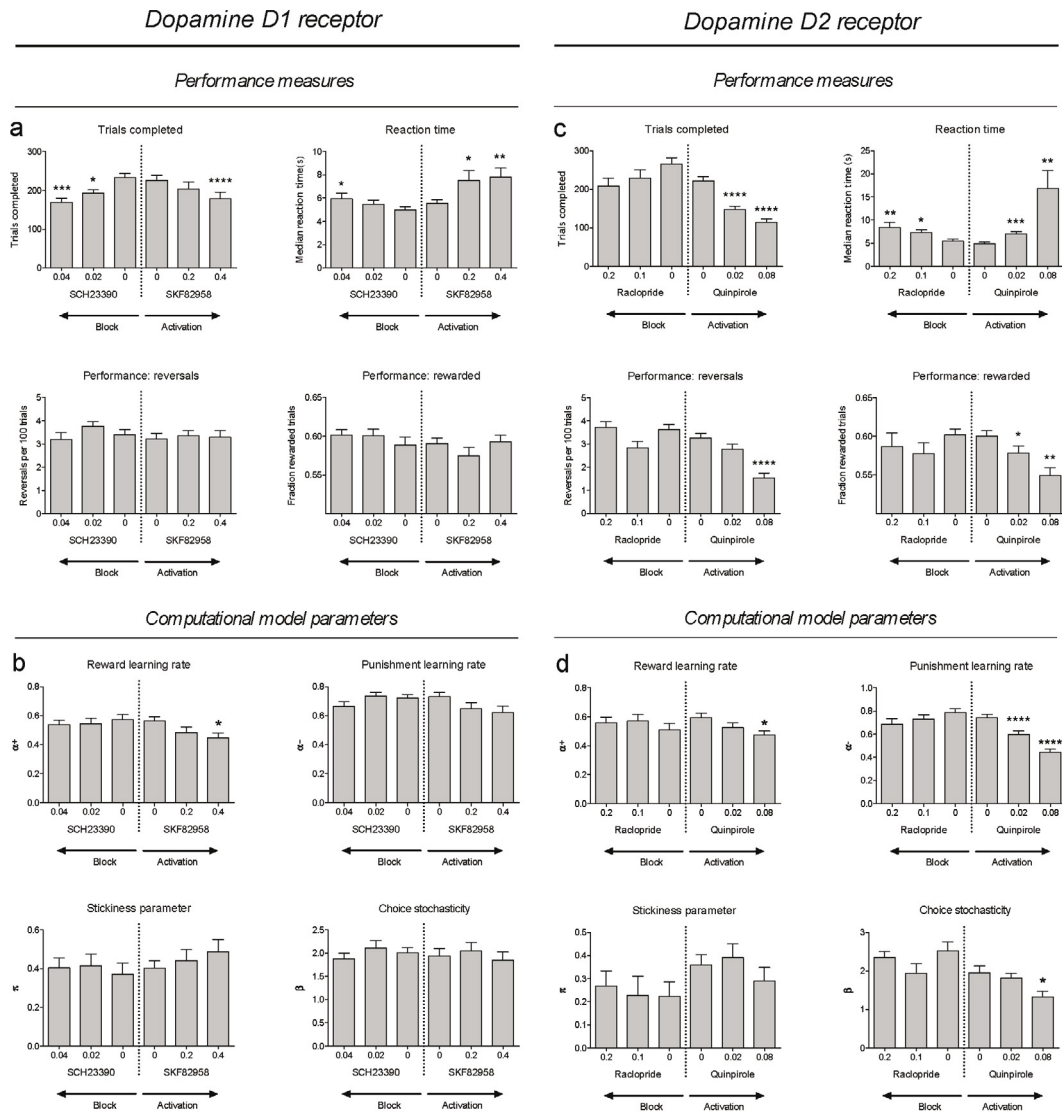 Dopamine D1 receptor
Performance measures
a
Trials completed
Trials completed
300
200
100
0
***
*
****
0.04 0.02 0 0 0.2 0.4
SCH23390 SKF82958
Block Activation
Reaction time
Median reaction time(s)
10
8
6
4
2
0
*
*
**
0.04 0.02 0 0 0.2 0.4
SCH23390 SKF82958
Block Activation
Performance: reversals
Reversals per 100 trials
5
4
3
2
1
0
0.04 0.02 0 0 0.2 0.4
SCH23390 SKF82958
Block Activation
Performance: rewarded
Fraction rewarded trials
0.65
0.60
0.55
0.04 0.02 0 0 0.2 0.4
SCH23390 SKF82958
Block Activation
Computational model parameters
b
Reward learning rate
α+
0.8
0.6
0.4
0.2
0.0
*
0.04 0.02 0 0 0.2 0.4
SCH23390 SKF82958
Block Activation
Punishment learning rate
α-
0.8
0.6
0.4
0.2
0.0
0.04 0.02 0 0 0.2 0.4
SCH23390 SKF82958
Block Activation
Stickiness parameter
π
0.6
0.4
0.2
0.0
0.04 0.02 0 0 0.2 0.4
SCH23390 SKF82958
Block Activation
Choice stochasticity
β
2.5
2.0
1.5
1.0
0.5
0.0
0.04 0.02 0 0 0.2 0.4
SCH23390 SKF82958
Block Activation
Dopamine D2 receptor
Performance measures
c
Trials completed
Trials completed
300
200
100
0
****
****
0.2 0.1 0 0 0.02 0.08
Raclopride Quinpirole
Block Activation
Reaction time
Median reaction time(s)
25
20
15
10
5
0
**
*
***
**
0.2 0.1 0 0 0.02 0.08
Raclopride Quinpirole
Block Activation
Performance: reversals
Reversals per 100 trials
5
4
3
2
1
0
****
0.2 0.1 0 0 0.02 0.08
Raclopride Quinpirole
Block Activation
Performance: rewarded
Fraction rewarded trials
0.65
0.60
0.55
*
**
0.2 0.1 0 0 0.02 0.08
Raclopride Quinpirole
Block Activation
Computational model parameters
d
Reward learning rate
α+
0.8
0.6
0.4
0.2
0.0
*
0.2 0.1 0 0 0.02 0.08
Raclopride Quinpirole
Block Activation
Punishment learning rate
α-
1.0
0.8
0.6
0.4
0.2
0.0
****
****
0.2 0.1 0 0 0.02 0.08
Raclopride Quinpirole
Block Activation
Stickiness parameter
π
0.5
0.4
0.3
0.2
0.1
0.0
0.2 0.1 0 0 0.02 0.08
Raclopride Quinpirole
Block Activation
Choice stochasticity
β
3
2
1
0
*
0.2 0.1 0 0 0.02 0.08
Raclopride Quinpirole
Block Activation